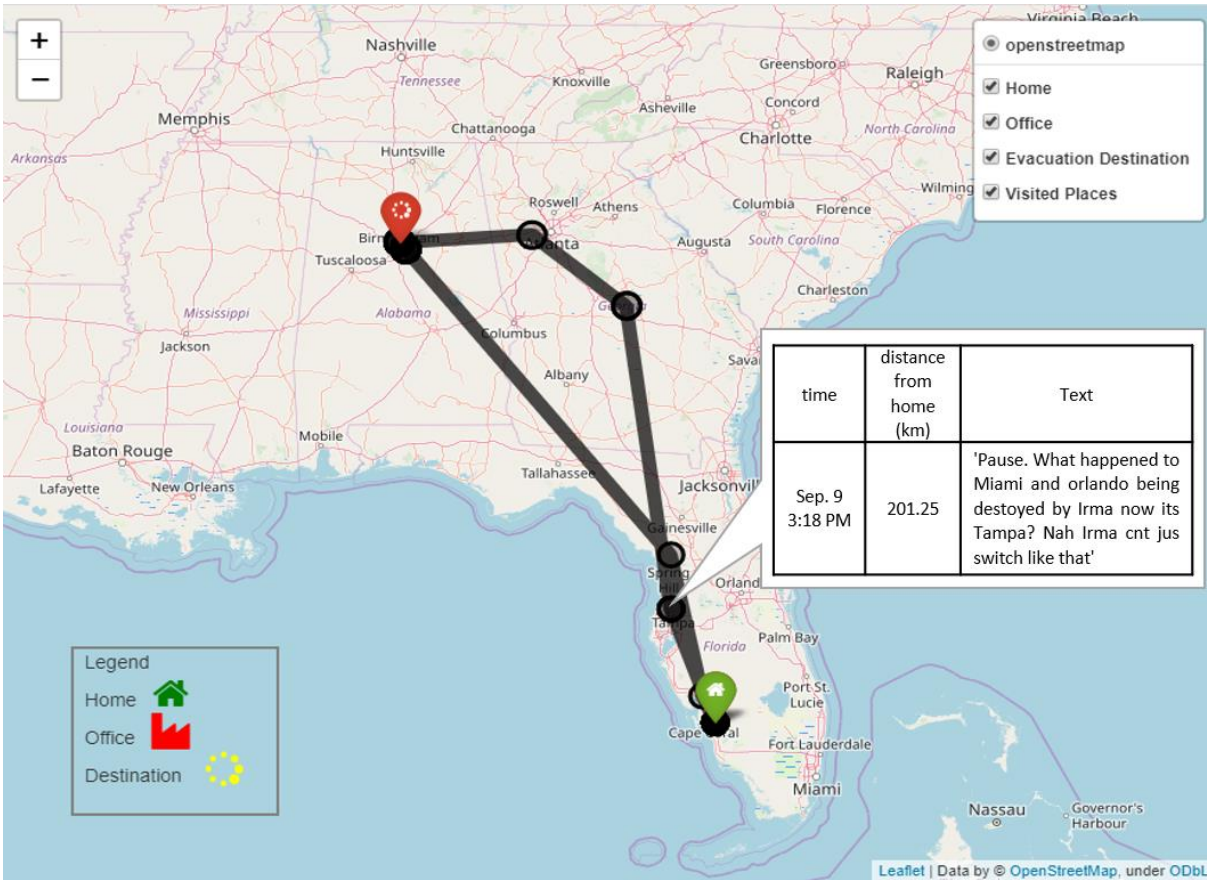 +
−
Nashville
Tennessee
Knoxville
Greensboro
Raleigh
Virginia Beach
openstreetmap
Home
Office
Evacuation Destination
Visited Places
Memphis
Asheville
Concord
Charlotte
North Carolina
Arkansas
Chattanooga
Huntsville
Wilming
Roswell
Athens
Columbia
Florence
Augusta
South Carolina
Tuscaloosa
Charleston
Mississippi
Alabama
Columbus
Jackson
Albany
Louisiana
Mobile
Baton Rouge
Tallahassee
Lafayette
New Orleans
Gainesville
Spring
Tampa
Florida
Palm Bay
Port St.
Lucie
Fort Lauderdale
Miami
Nassau
Governor's
Harbour
time
distance
from
home
(km)
Text
Sep. 9
3:18 PM
201.25
'Pause. What happened to
Miami and orlando being
destoyed by Irma now its
Tampa? Nah Irma cnt jus
switch like that'
Legend
Home
Office
Destination
Leaflet | Data by © OpenStreetMap, under ODbL